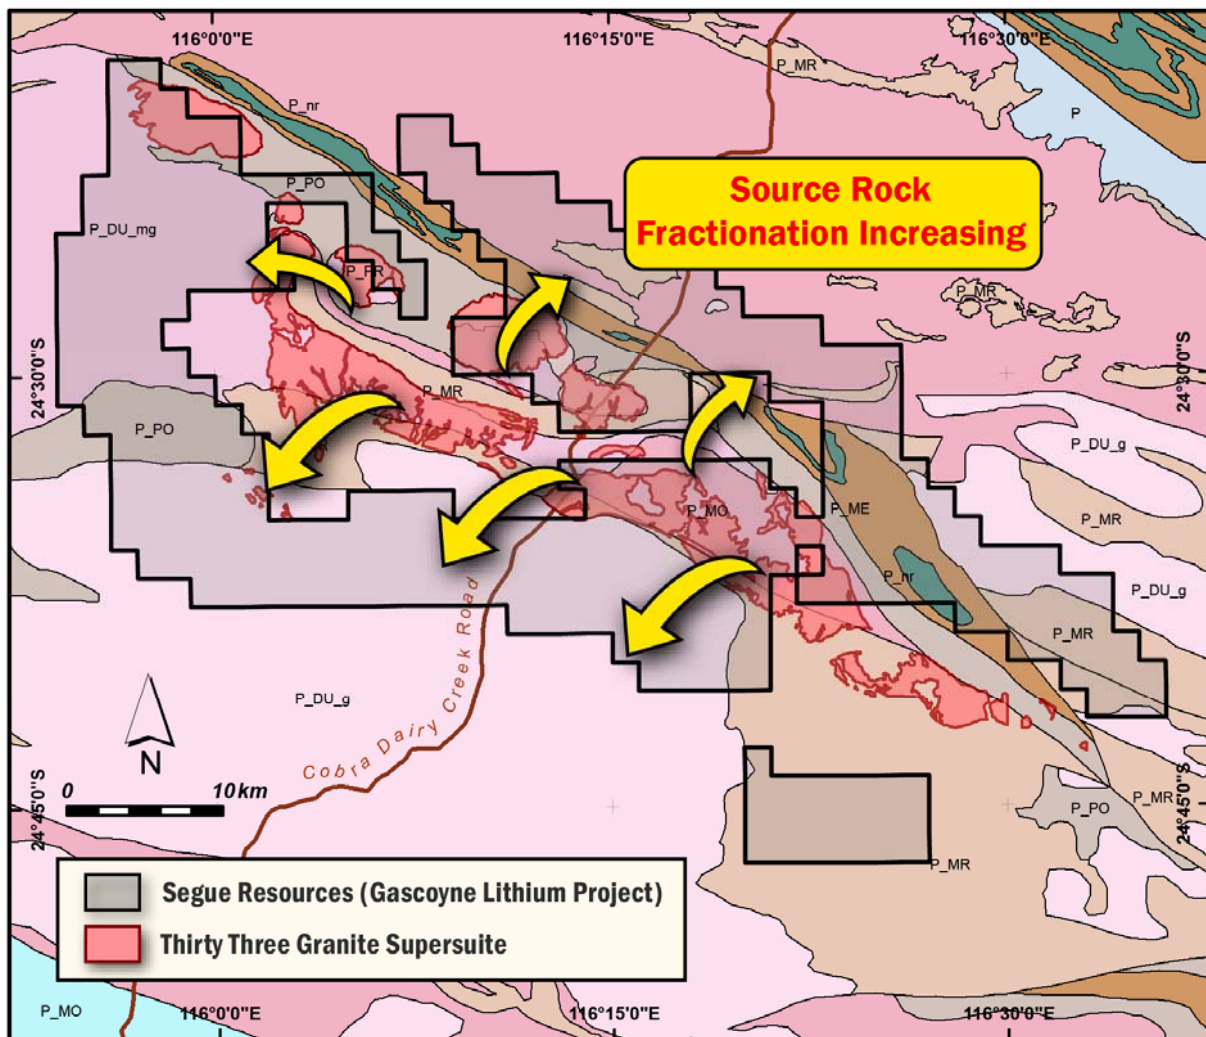 116°0'0"E
116°15'0"E
116°30'0"E
P_MR
P_nr
P
P_PO
Source Rock
Fractionation Increasing
P_DU_mg
P_PR
P_MR
24°30'0"S
24°30'0"S
P_MR
P_PO
P_DU_g
P_MO
P_ME
P_MR
P_nr
P_DU_g
P_MR
Cobra Dairy Creek Road
P_DU_g
N
0 10km
24°45'0"S
24°45'0"S
P_PO
P_MR
P_MR
Segue Resources (Gascoyne Lithium Project)
Thirty Three Granite Supersuite
P_MO
116°0'0"E
116°15'0"E
116°30'0"E